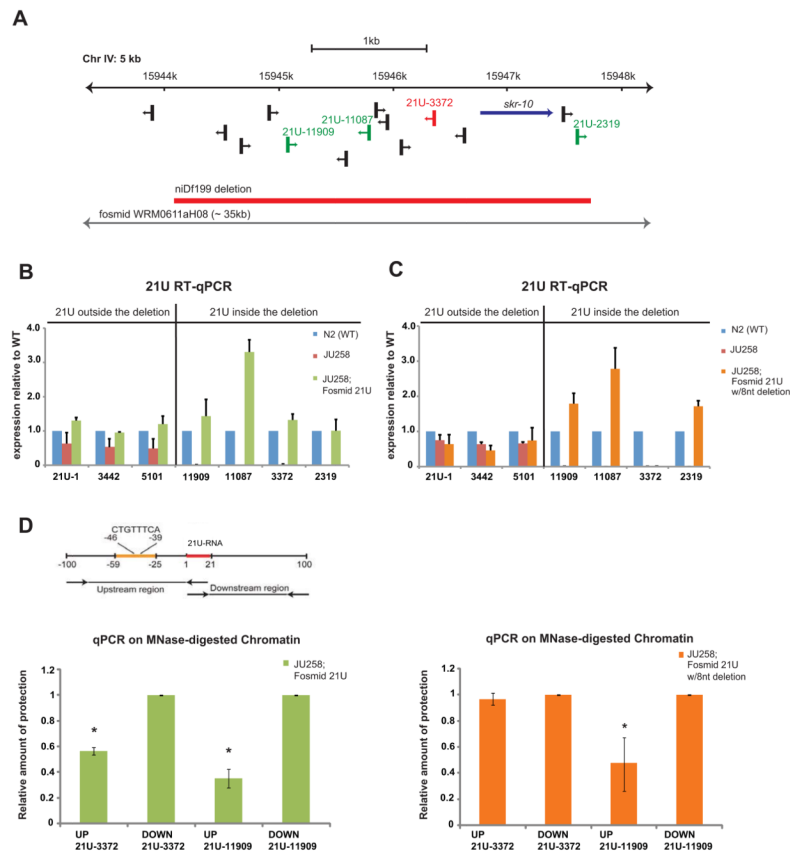 A
1kb
Chr IV: 5 kb
15944k 15945k 15946k 15947k 15948k
21U-3372
skr-10
21U-11087
21U-2319
21U-11909
niDf199 deletion
fosmid WRM0611aH08 (~ 35kb)
B
21U RT-qPCR
21U outside the deletion 21U inside the deletion
expression relative to WT
4.0
3.0
2.0
1.0
0
N2 (WT)
JU258
JU258;
Fosmid 21U
21U-1 3442 5101 11909 11087 3372 2319
C
21U RT-qPCR
21U outside the deletion 21U inside the deletion
expression relative to WT
4.0
3.0
2.0
1.0
0.0
N2 (WT)
JU258
JU258;
Fosmid 21U
w/8nt deletion
21U-1 3442 5101 11909 11087 3372 2319
D
CTGTTTCA
-46 -39
21U-RNA
-100 -59 -25 1 21 100
Upstream region Downstream region
qPCR on MNase-digested Chromatin
JU258;
Fosmid 21U
Relative amount of protection
1.2
1
0.8
0.6
0.4
0.2
0
* *
UP DOWN UP DOWN
21U-3372 21U-3372 21U-11909 21U-11909
qPCR on MNase-digested Chromatin
JU258;
Fosmid 21U
w/8nt deletion
Relative amount of protection
1.2
1
0.8
0.6
0.4
0.2
0
*
UP DOWN UP DOWN
21U-3372 21U-3372 21U-11909 21U-11909